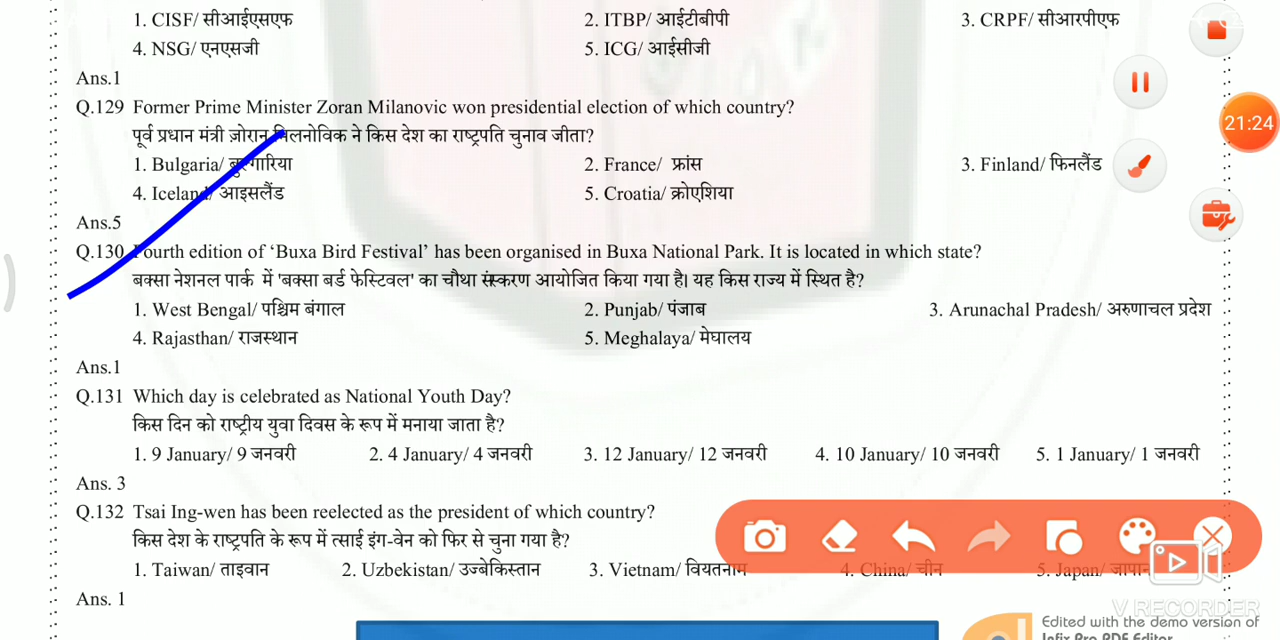 1. CISF/ सीआईएसएफ 2. ITBP/ आईटीबीपी 3. CRPF/ सीआरपीएफ
4. NSG/ एनएसजी 5. ICG/ आईसीजी
Ans.1
Q.129 Former Prime Minister Zoran Milanovic won presidential election of which country?
पूर्व प्रधान मंत्री ज़ोरान मिलनोविक ने किस देश का राष्ट्रपति चुनाव जीता?
1. Bulgaria/ बुल्गारिया 2. France/ फ्रांस 3. Finland/ फिनलैंड
4. Iceland/ आइसलैंड 5. Croatia/ क्रोएशिया
Ans.5
21:24
Q.130 Fourth edition of ‘Buxa Bird Festival’ has been organised in Buxa National Park. It is located in which state?
बक्सा नेशनल पार्क में 'बक्सा बर्ड फेस्टिवल' का चौथा संस्करण आयोजित किया गया है। यह किस राज्य में स्थित है?
1. West Bengal/ पश्चिम बंगाल 2. Punjab/ पंजाब 3. Arunachal Pradesh/ अरुणाचल प्रदेश
4. Rajasthan/ राजस्थान 5. Meghalaya/ मेघालय
Ans.1
Q.131 Which day is celebrated as National Youth Day?
किस दिन को राष्ट्रीय युवा दिवस के रूप में मनाया जाता है?
1. 9 January/ 9 जनवरी 2. 4 January/ 4 जनवरी 3. 12 January/ 12 जनवरी 4. 10 January/ 10 जनवरी 5. 1 January/ 1 जनवरी
Ans. 3
Q.132 Tsai Ing-wen has been reelected as the president of which country?
किस देश के राष्ट्रपति के रूप में त्साई इंग-वेन को फिर से चुना गया है?
1. Taiwan/ ताइवान 2. Uzbekistan/ उज्बेकिस्तान 3. Vietnam/ वियतनाम 4. China/ चीन 5. Japan/ जापान
Ans. 1
V RECORDER
Edited with the demo version of
Infix Pro PDF Editor